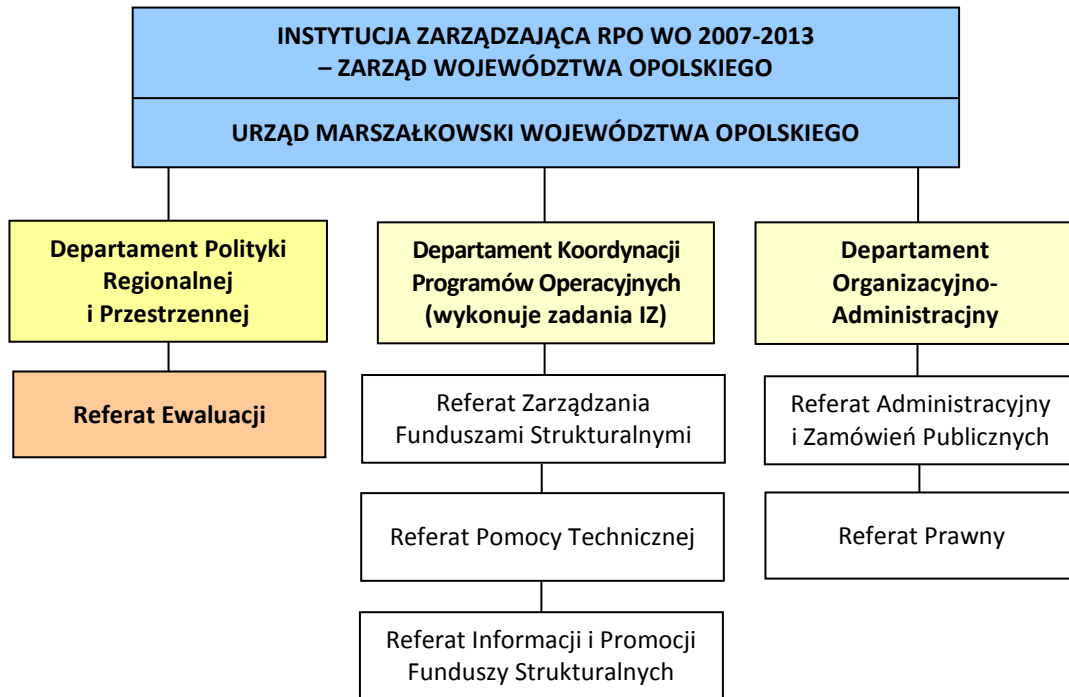 INSTYTUCJA ZARZĄDZAJĄCA RPO WO 2007-2013
– ZARZĄD WOJEWÓDZTWA OPOLSKIEGO
URZĄD MARSZAŁKOWSKI WOJEWÓDZTWA OPOLSKIEGO
Departament Polityki
Regionalnej
i Przestrzennej
Referat Ewaluacji
Departament Koordynacji
Programów Operacyjnych
(wykonuje zadania IZ)
Referat Zarządzania
Funduszami Strukturalnymi
Referat Pomocy Technicznej
Referat Informacji i Promocji
Funduszy Strukturalnych
Departament
Organizacyjno-
Administracjny
Referat Administracyjny
i Zamówień Publicznych
Referat Prawny